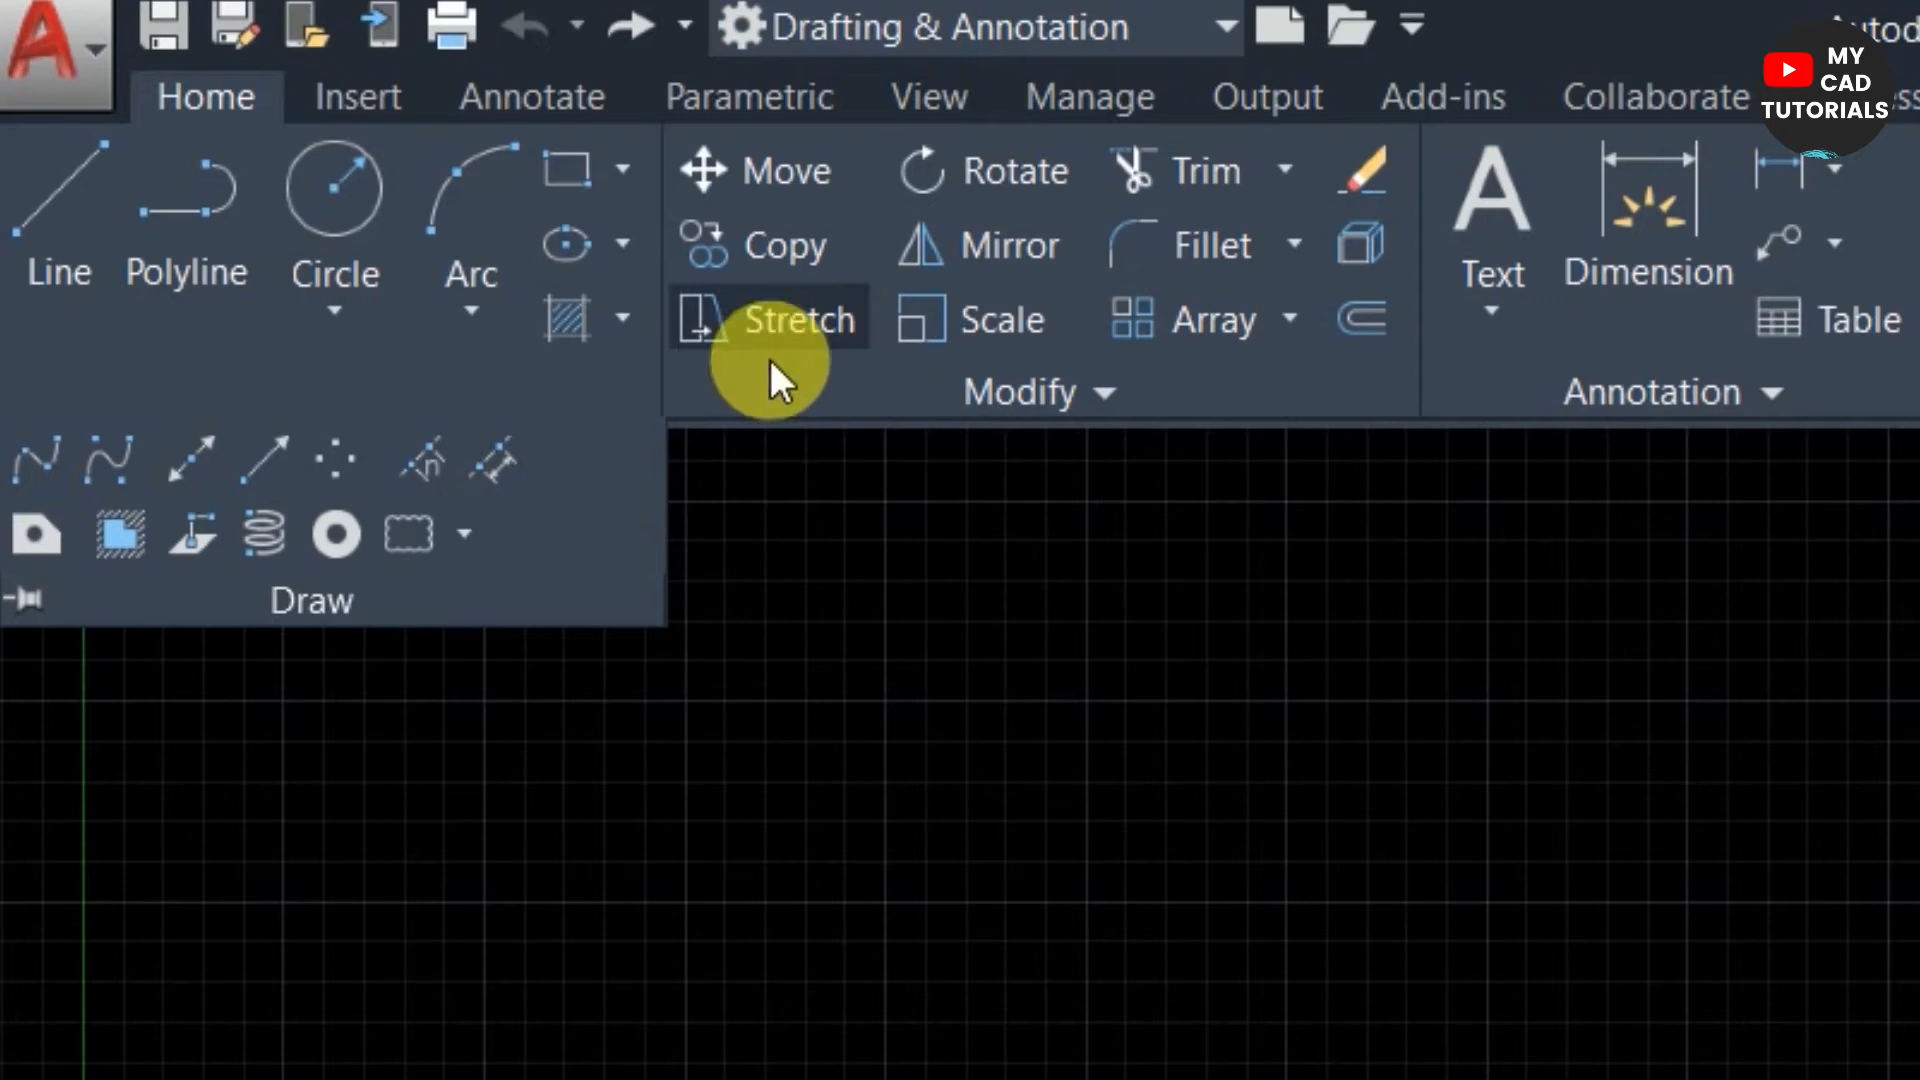 Drafting & Annotation
MY
CAD
TUTORIALS
Home Insert Annotate Parametric View Manage Output Add-ins Collaborate
Line Polyline Circle Arc
Move Rotate Trim
Copy Mirror Fillet
Stretch Scale Array
Modify
Text Dimension
Table
Annotation
Draw